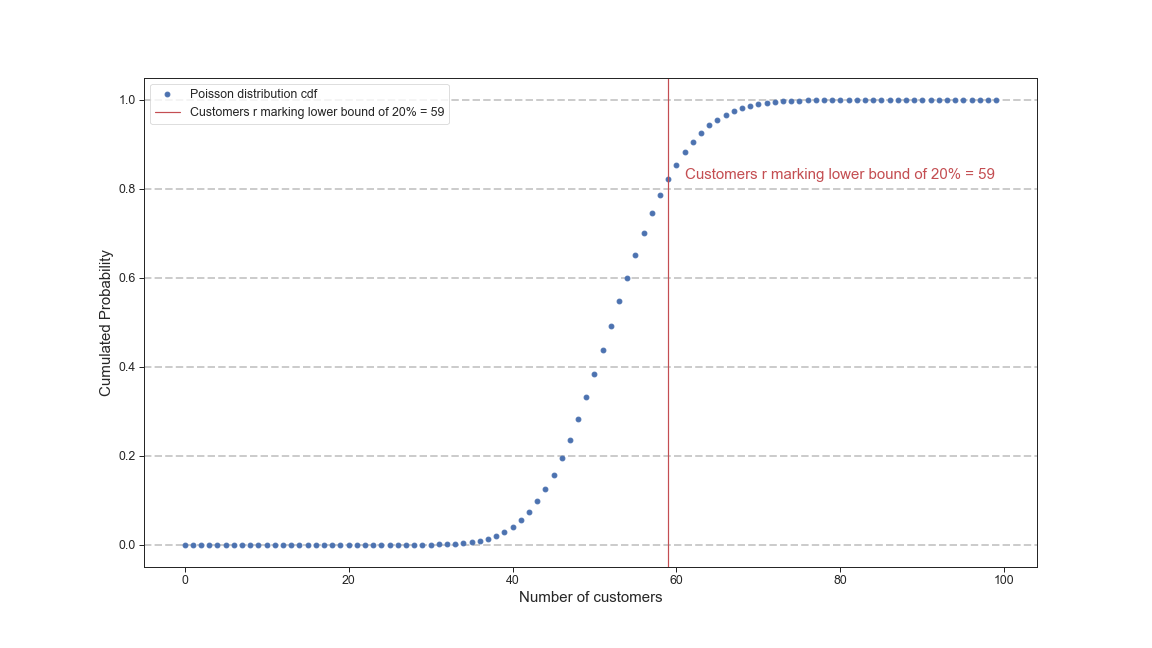 Poisson distribution cdf
Customers r marking lower bound of 20% = 59
1.0
0.8
0.6
0.4
0.2
0.0
Cumulated Probability
Customers r marking lower bound of 20% = 59
0 20 40 60 80 100
Number of customers